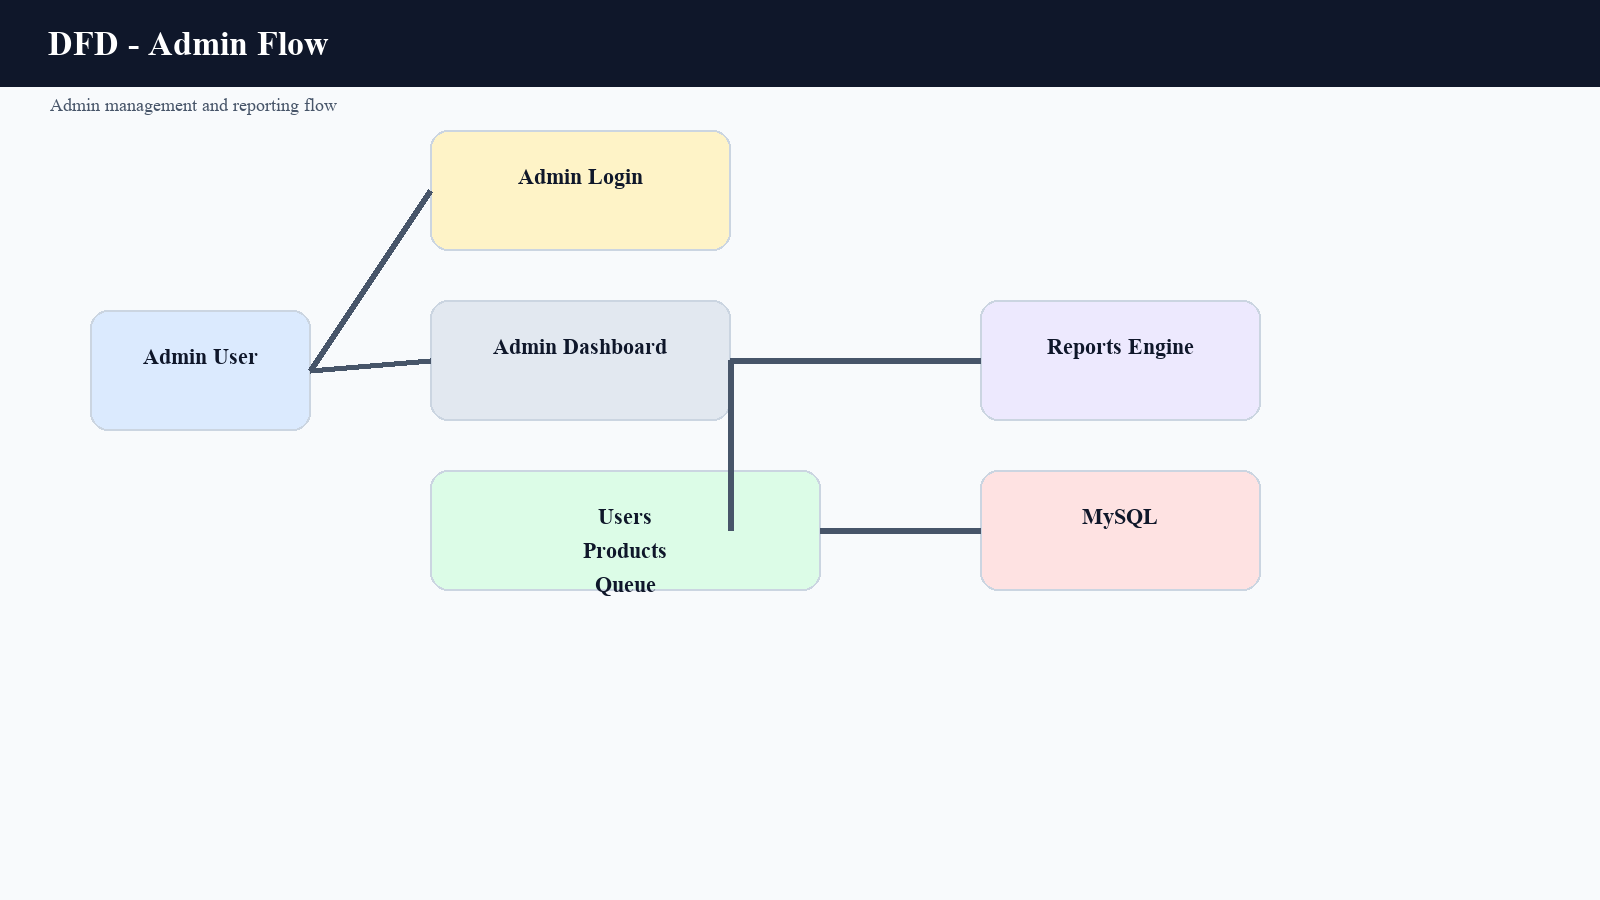 DFD - Admin Flow
Admin management and reporting flow
Admin Login
Admin User
Admin Dashboard
Reports Engine
Users
Products
Queue
MySQL